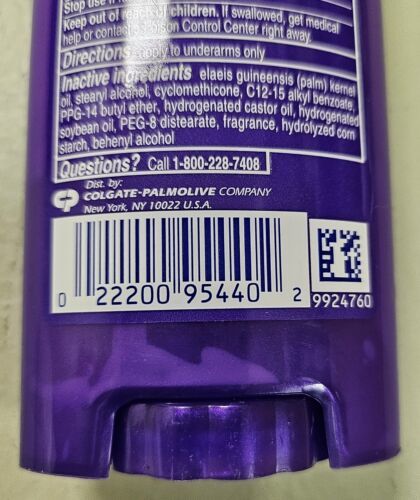 Stop use if
Keep out of reach of children. If swallowed, get medical
help or contact a Poison Control Center right away.
Directions apply to underarms only
Inactive ingredients elaeis guineensis (palm) kernel
oil, stearyl alcohol, cyclomethicone, C12-15 alkyl benzoate,
PPG-14 butyl ether, hydrogenated castor oil, hydrogenated
soybean oil, PEG-8 distearate, fragrance, hydrolyzed corn
starch, behenyl alcohol
Questions? Call 1-800-228-7408
Dist. by:
CP COLGATE-PALMOLIVE COMPANY
New York, NY 10022 U.S.A.
0 22200 95440 2
9924760